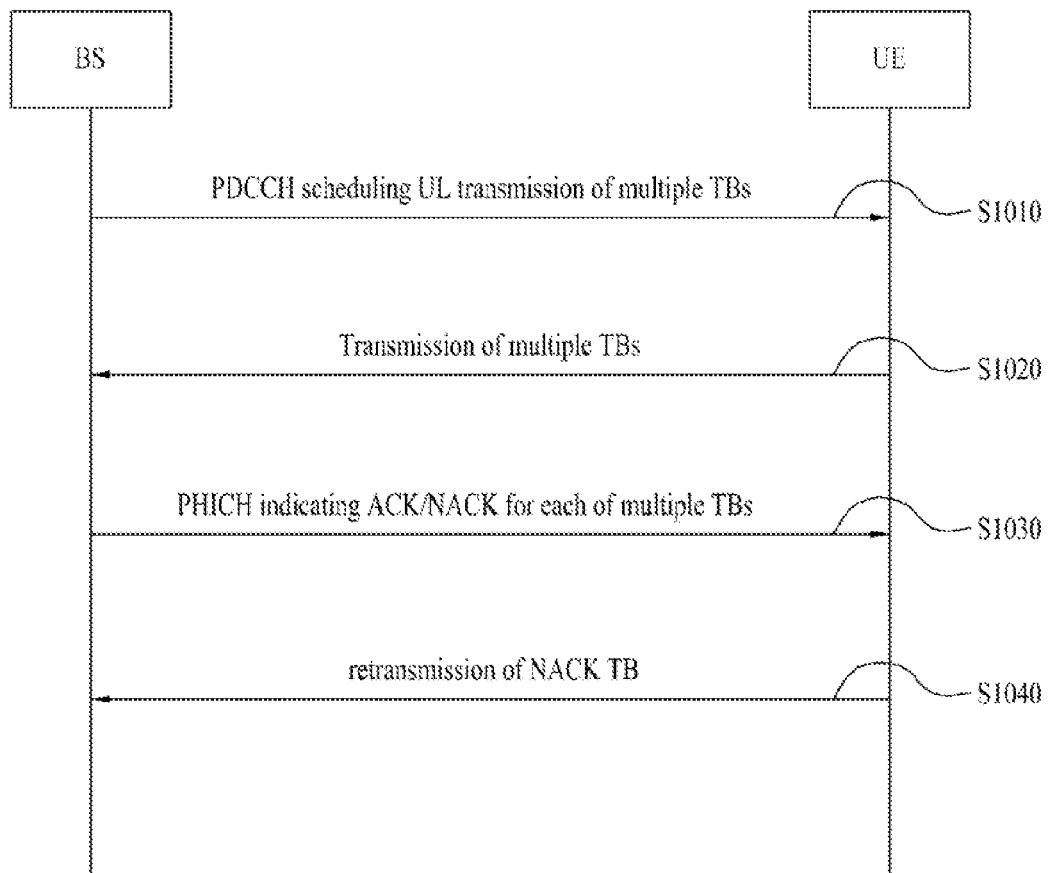 BS
UE
PDCCH scheduling UL transmission of multiple TBs
S1010
Transmission of multiple TBs
S1020
PHICH indicating ACK/NACK for each of multiple TBs
S1030
retransmission of NACK TB
S1040